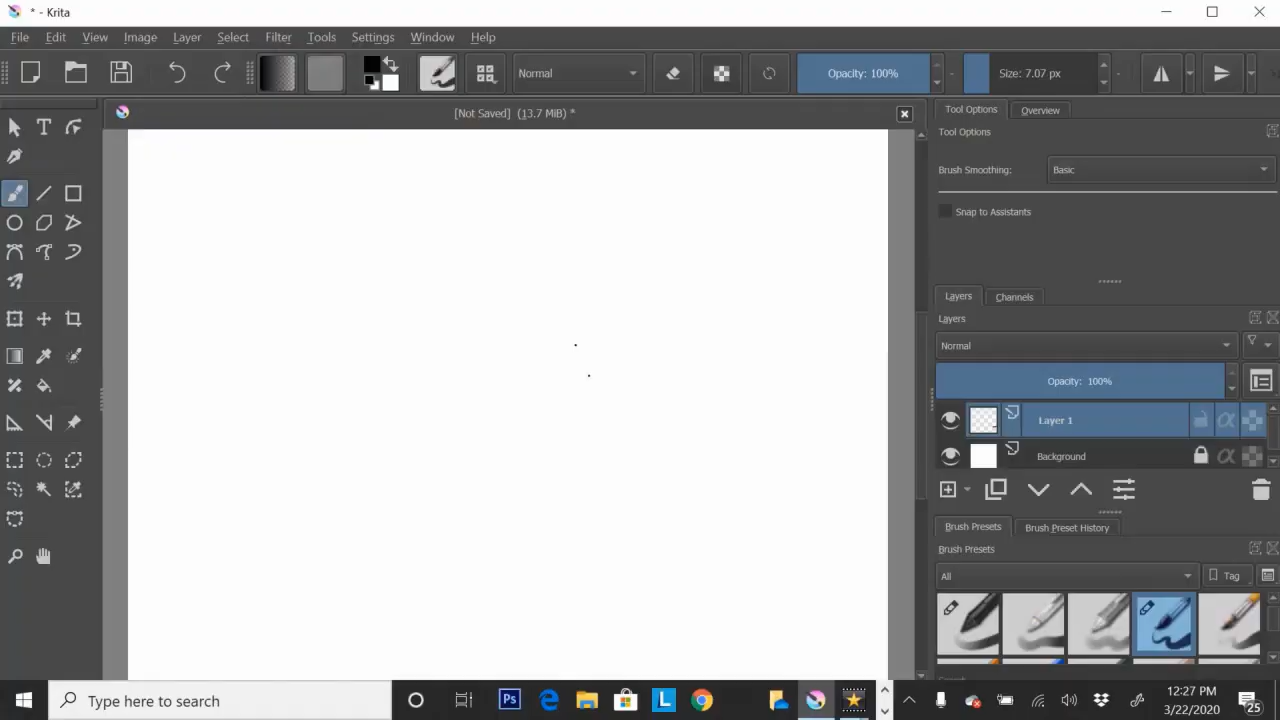 * - Krita
File Edit View Image Layer Select Filter Tools Settings Window Help
Normal Opacity: 100% Size: 7.07 px
[Not Saved] (13.7 MiB) *
Tool Options Overview
Tool Options
Brush Smoothing: Basic
Snap to Assistants
Layers Channels
Layers
Normal
Opacity: 100%
Layer 1
Background
Brush Presets Brush Preset History
Brush Presets
All Tag
Type here to search
Ps
L
12:27 PM
3/22/2020
25